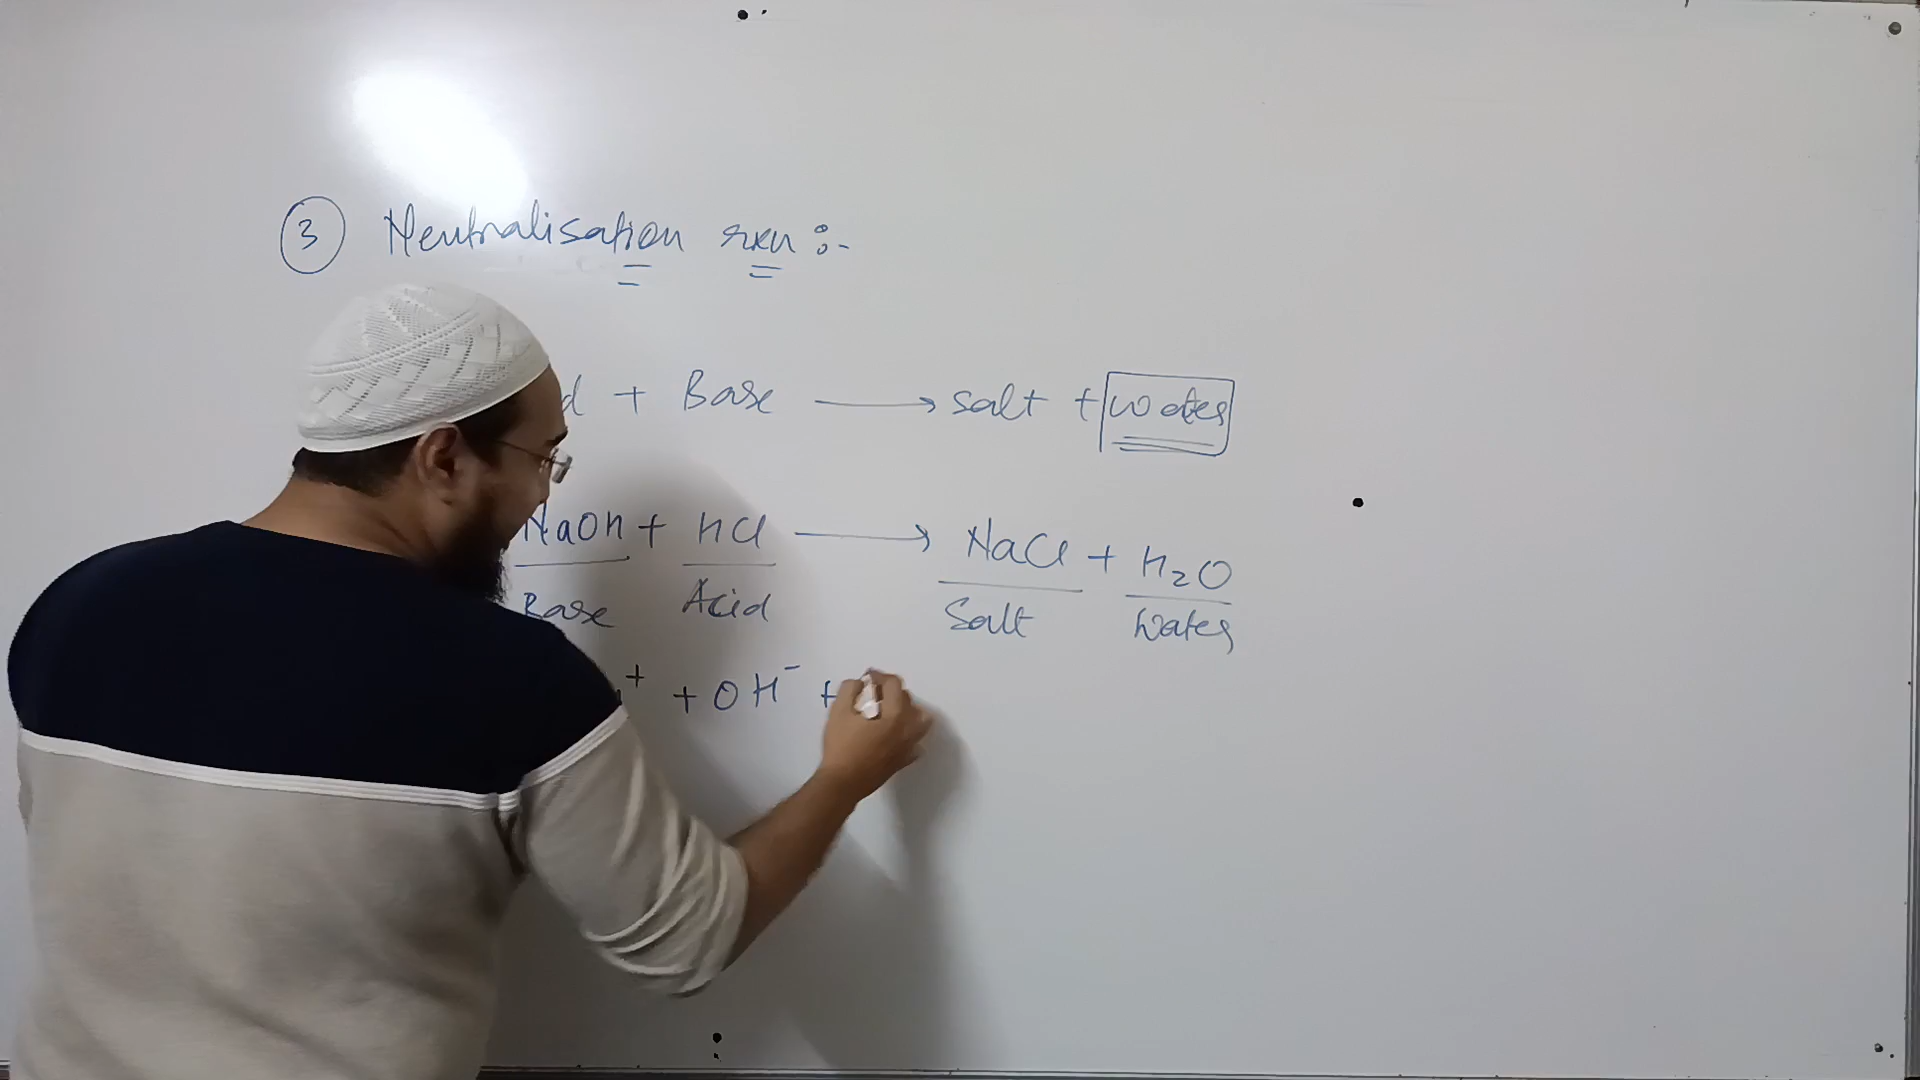 3 Neutralisation rxn :-
d + Base → salt + water
NaOH + HCl → NaCl + H₂O
Base Acid Salt Water
+ + OH⁻ +